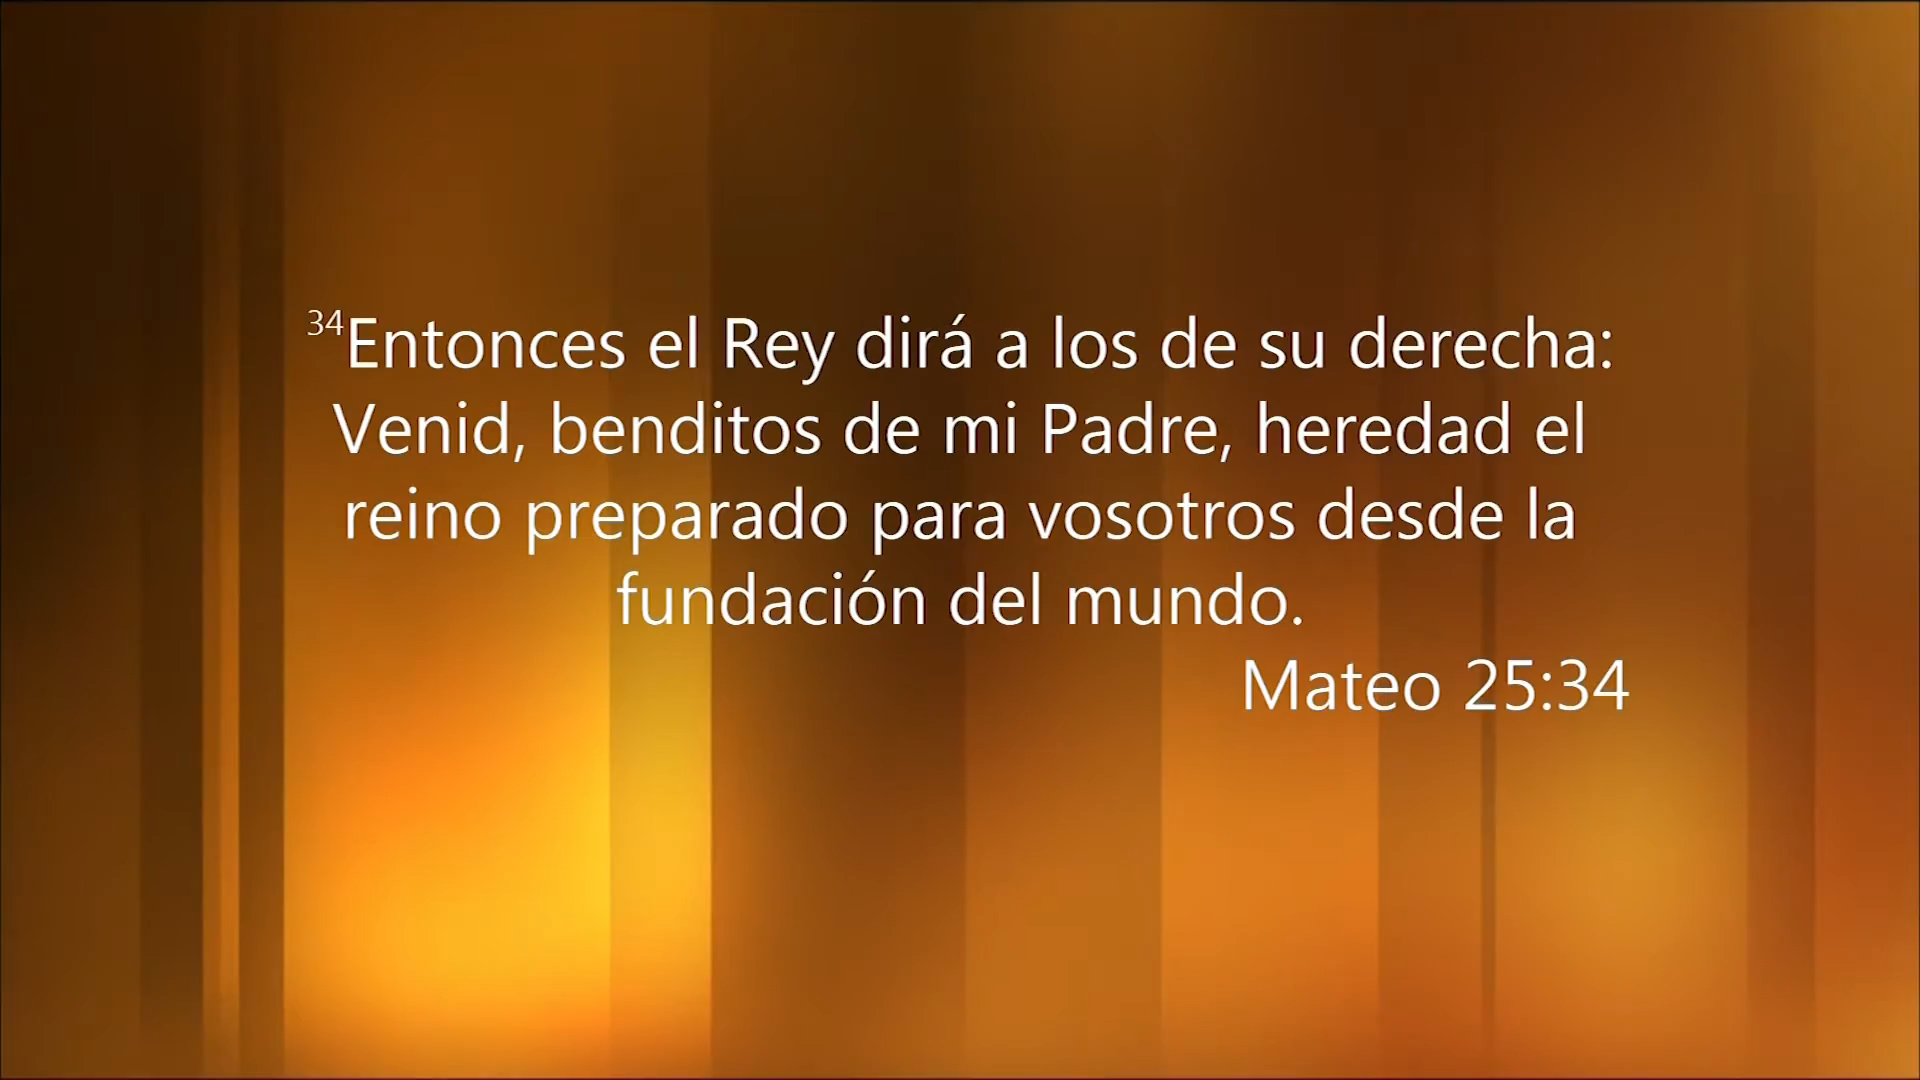 34Entonces el Rey dirá a los de su derecha:
Venid, benditos de mi Padre, heredad el
reino preparado para vosotros desde la
fundación del mundo.
Mateo 25:34